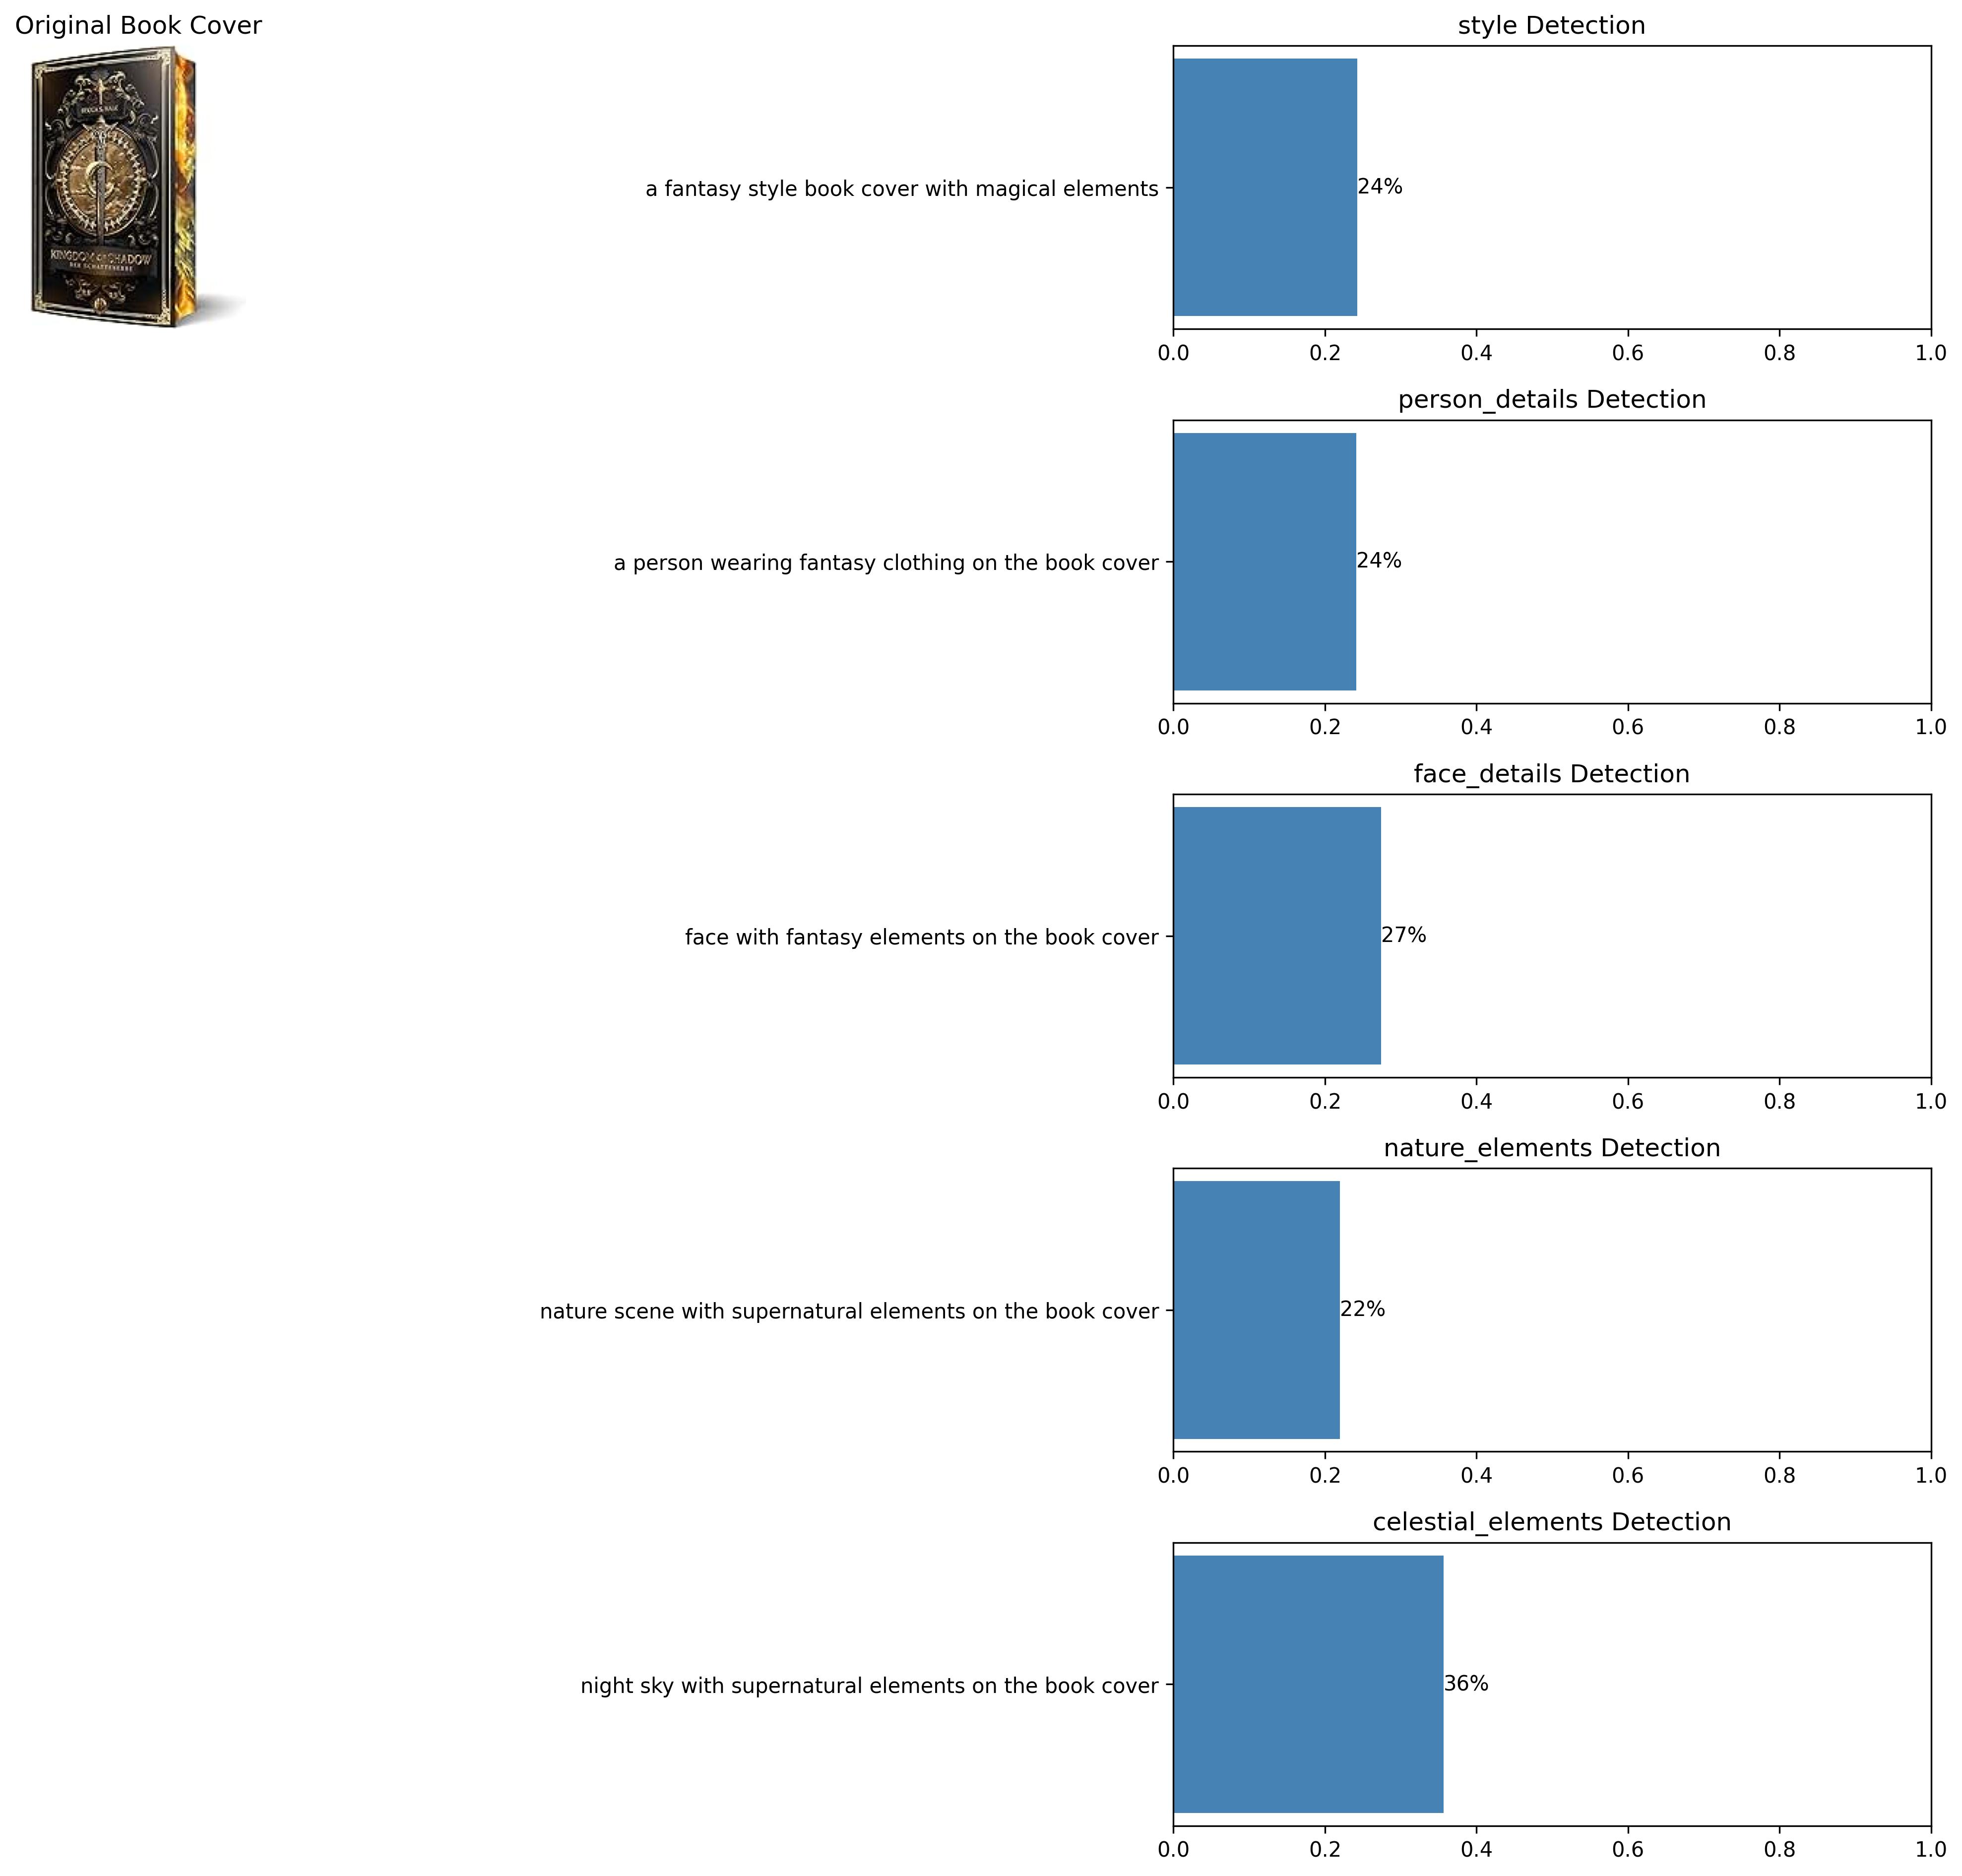 Original Book Cover
KINGDOM OF SHADOW
DER SCHATTENERBE
style Detection
a fantasy style book cover with magical elements
24%
0.0 0.2 0.4 0.6 0.8 1.0
person_details Detection
a person wearing fantasy clothing on the book cover
24%
0.0 0.2 0.4 0.6 0.8 1.0
face_details Detection
face with fantasy elements on the book cover
27%
0.0 0.2 0.4 0.6 0.8 1.0
nature_elements Detection
nature scene with supernatural elements on the book cover
22%
0.0 0.2 0.4 0.6 0.8 1.0
celestial_elements Detection
night sky with supernatural elements on the book cover
36%
0.0 0.2 0.4 0.6 0.8 1.0